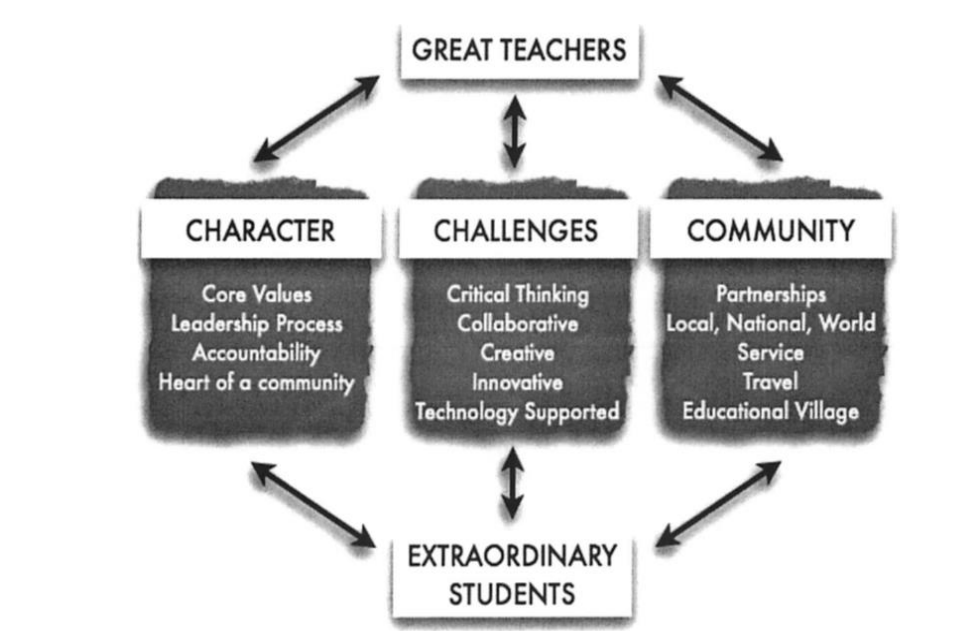 GREAT TEACHERS
CHARACTER
Core Values
Leadership Process
Accountability
Heart of a community
CHALLENGES
Critical Thinking
Collaborative
Creative
Innovative
Technology Supported
COMMUNITY
Partnerships
Local, National, World
Service
Travel
Educational Village
EXTRAORDINARY
STUDENTS